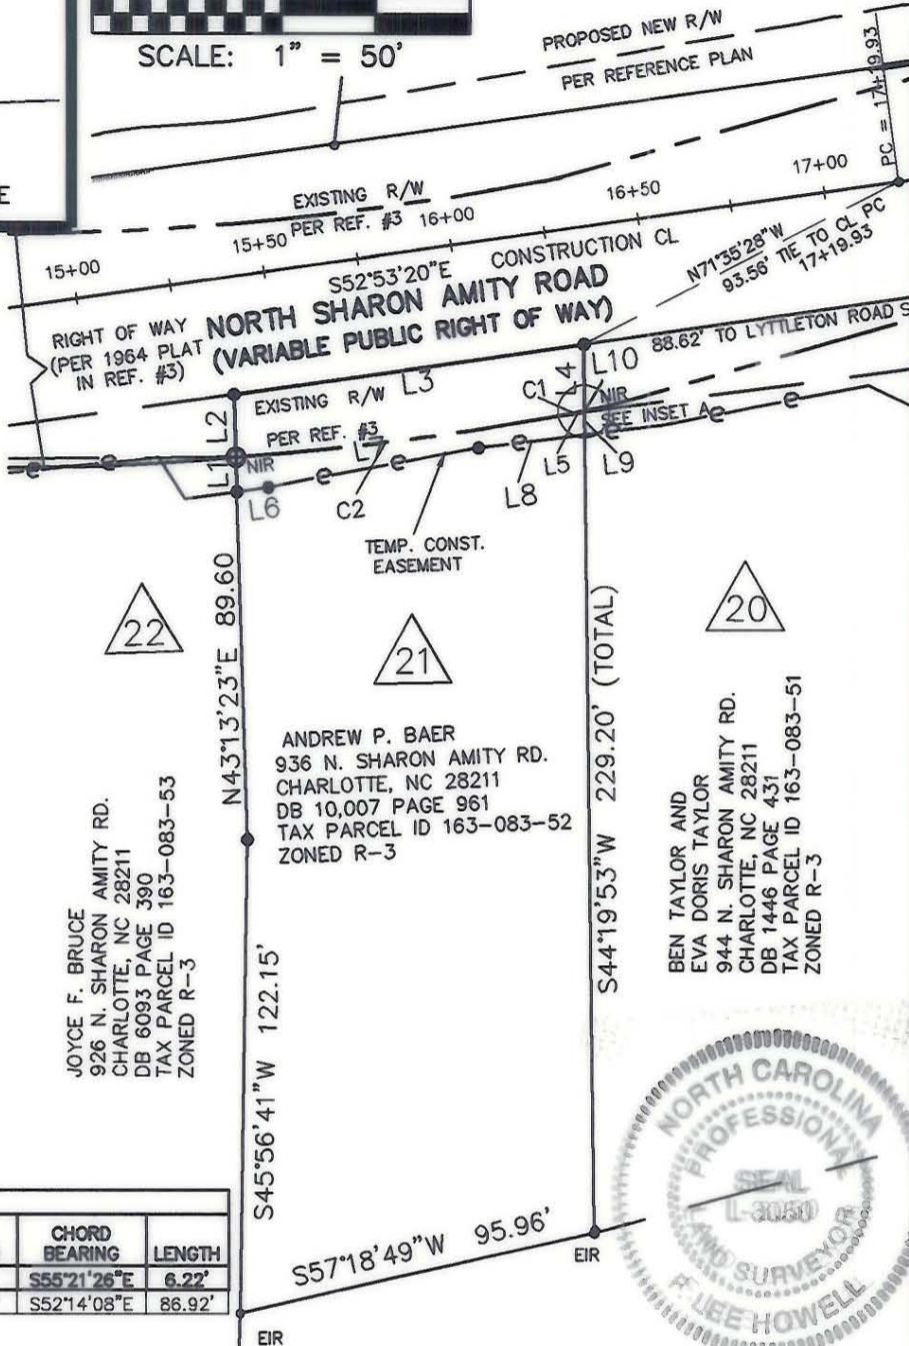 SCALE: 1" = 50'
E
PROPOSED NEW R/W
PER REFERENCE PLAN
PC = 17+19.93
EXISTING R/W
PER REF. #3
15+00
15+50
16+00
16+50
17+00
S52°53'20"E
CONSTRUCTION CL
N71°35'28"W
93.56' TIE TO CL PC
17+19.93
RIGHT OF WAY
(PER 1964 PLAT
IN REF. #3)
NORTH SHARON AMITY ROAD
(VARIABLE PUBLIC RIGHT OF WAY)
88.62' TO LYTTLETON ROAD S
EXISTING R/W
PER REF. #3
L3
L10
L4
C1
L2
L1
NIR
L7
NIR
SEE INSET A
e
e
e
e
e
e
e
e
L6
C2
L8
L5
L9
TEMP. CONST.
EASEMENT
22
21
20
N43°13'23"E 89.60
S45°56'41"W 122.15'
S44°19'53"W 229.20' (TOTAL)
ANDREW P. BAER
936 N. SHARON AMITY RD.
CHARLOTTE, NC 28211
DB 10,007 PAGE 961
TAX PARCEL ID 163-083-52
ZONED R-3
JOYCE F. BRUCE
926 N. SHARON AMITY RD.
CHARLOTTE, NC 28211
DB 6093 PAGE 390
TAX PARCEL ID 163-083-53
ZONED R-3
BEN TAYLOR AND
EVA DORIS TAYLOR
944 N. SHARON AMITY RD.
CHARLOTTE, NC 28211
DB 1446 PAGE 431
TAX PARCEL ID 163-083-51
ZONED R-3
S57°18'49"W 95.96'
EIR
EIR
CHORD BEARING LENGTH
S55°21'26"E 6.22'
S52°14'08"E 86.92'
NORTH CAROLINA
PROFESSIONAL
SEAL
LAND SURVEYOR
LEE HOWELL